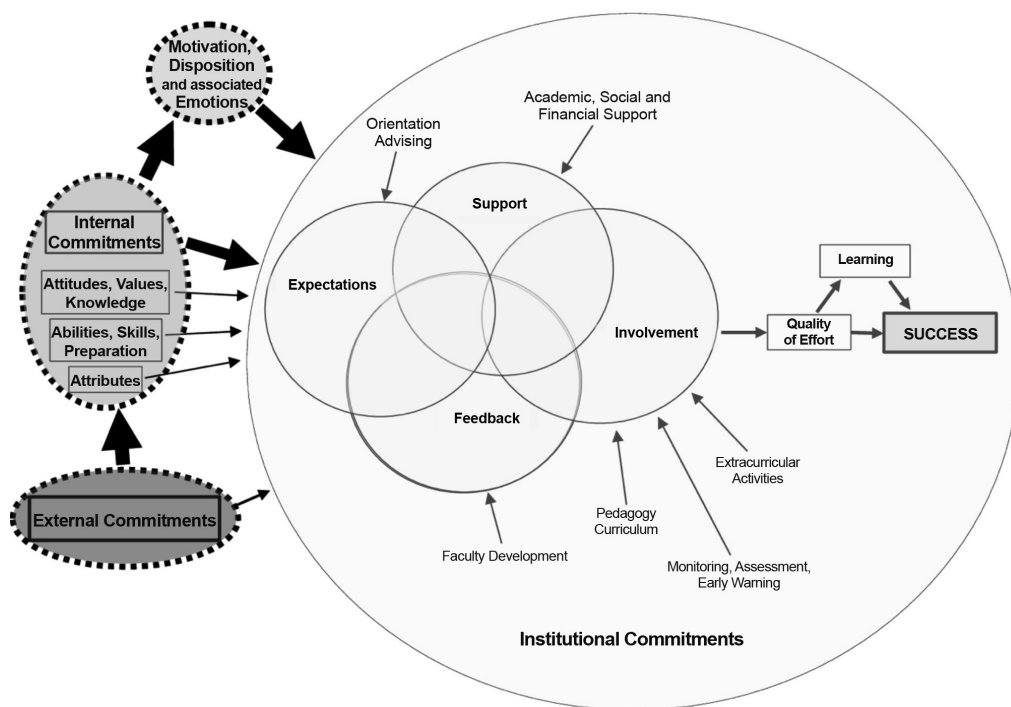 Motivation,
Disposition
and associated
Emotions
Orientation
Advising
Academic, Social and
Financial Support
Internal
Commitments
Attitudes, Values,
Knowledge
Abilities, Skills,
Preparation
Attributes
External Commitments
Support
Expectations
Involvement
Feedback
Learning
Quality
of Effort
SUCCESS
Extracurricular
Activities
Pedagogy
Curriculum
Faculty Development
Monitoring, Assessment,
Early Warning
Institutional Commitments